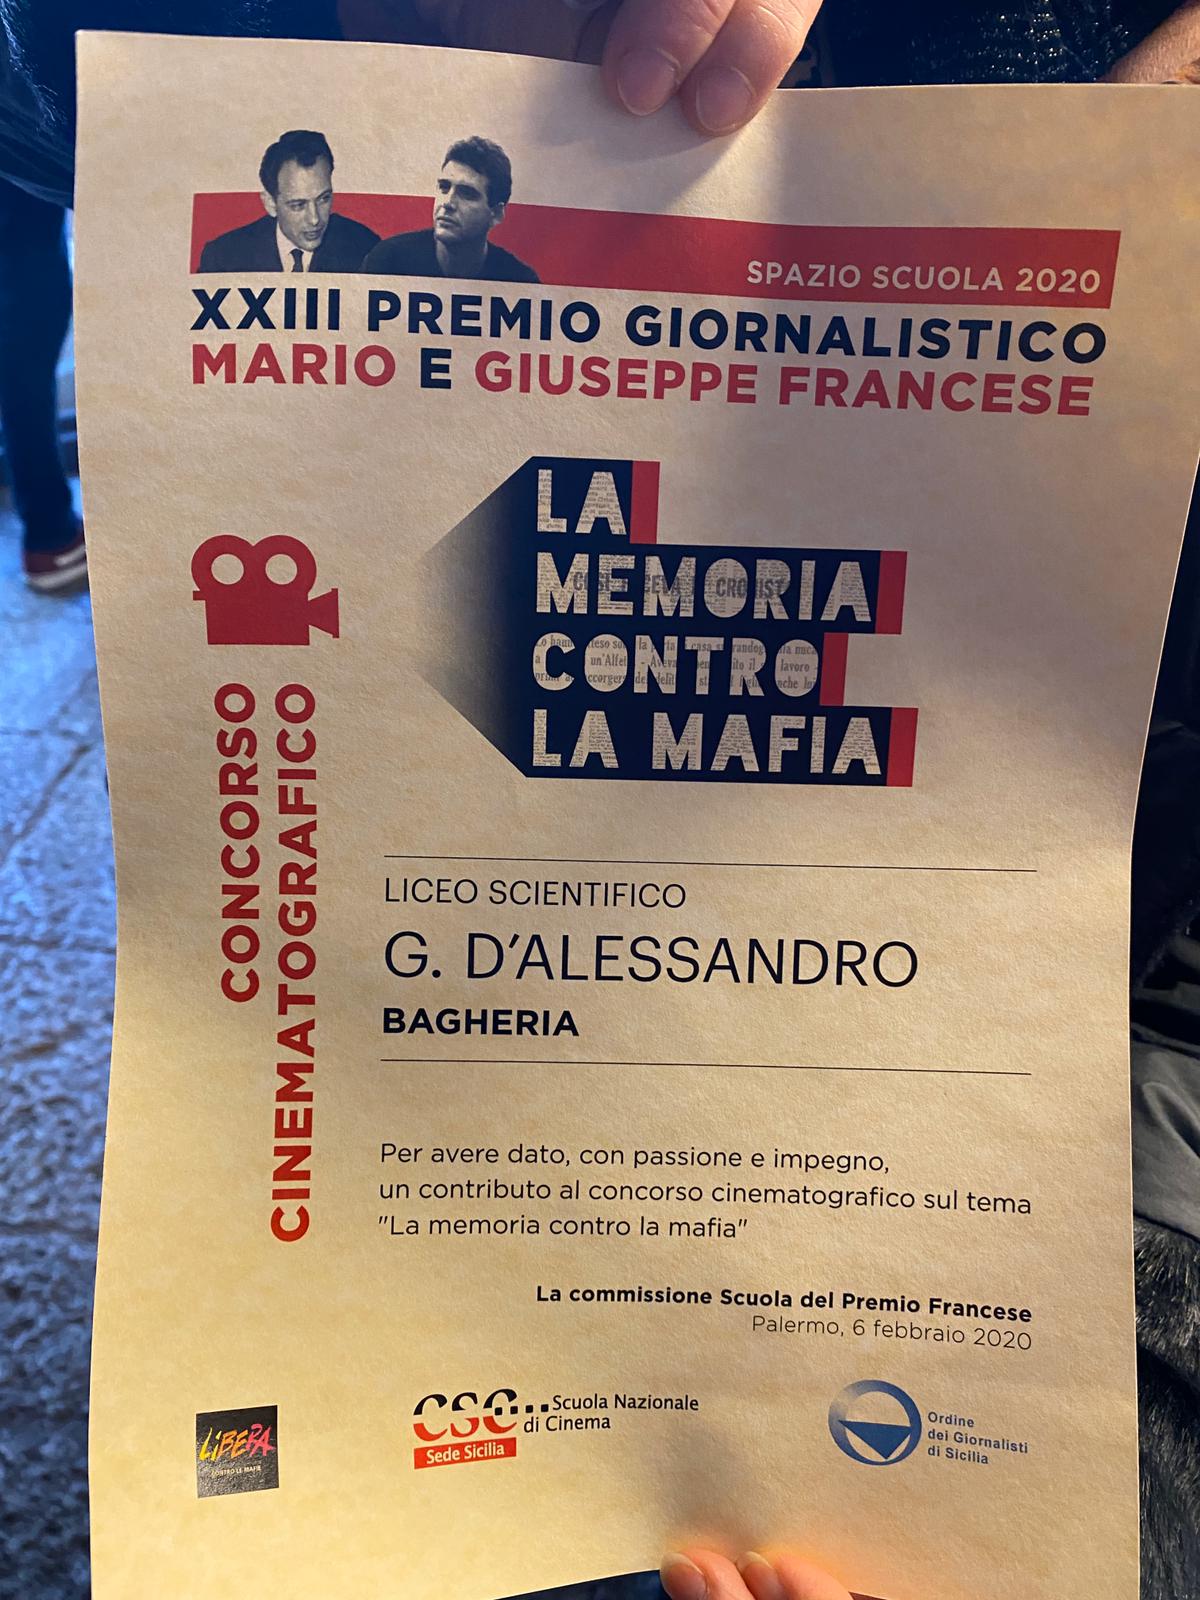 SPAZIO SCUOLA 2020
XXIII PREMIO GIORNALISTICO
MARIO E GIUSEPPE FRANCESE
LA
MEMORIA
CONTRO
LA MAFIA
CONCORSO
CINEMATOGRAFICO
LICEO SCIENTIFICO
G. D'ALESSANDRO
BAGHERIA
Per avere dato, con passione e impegno,
un contributo al concorso cinematografico sul tema
"La memoria contro la mafia"
La commissione Scuola del Premio Francese
Palermo, 6 febbraio 2020
LIBERA
CONTRO LE MAFIE
CSC...Scuola Nazionale
di Cinema
Sede Sicilia
Ordine
dei Giornalisti
di Sicilia